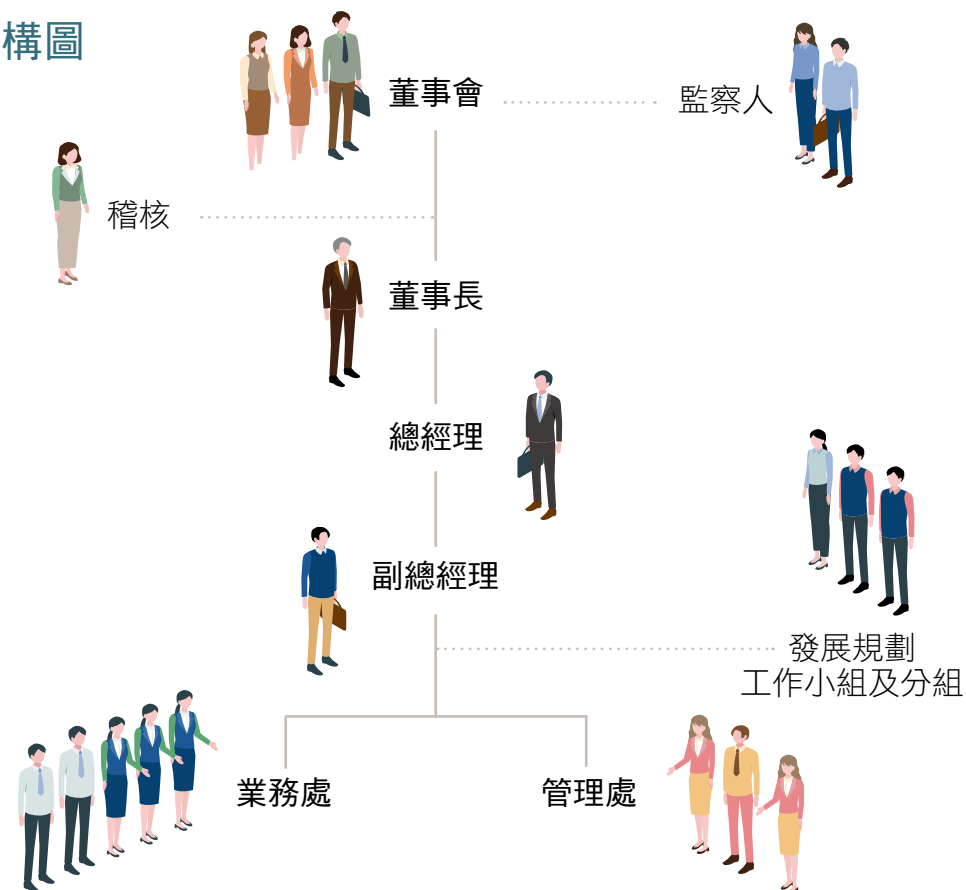 構圖
董事會
監察人
稽核
董事長
總經理
副總經理
發展規劃
工作小組及分組
業務處
管理處